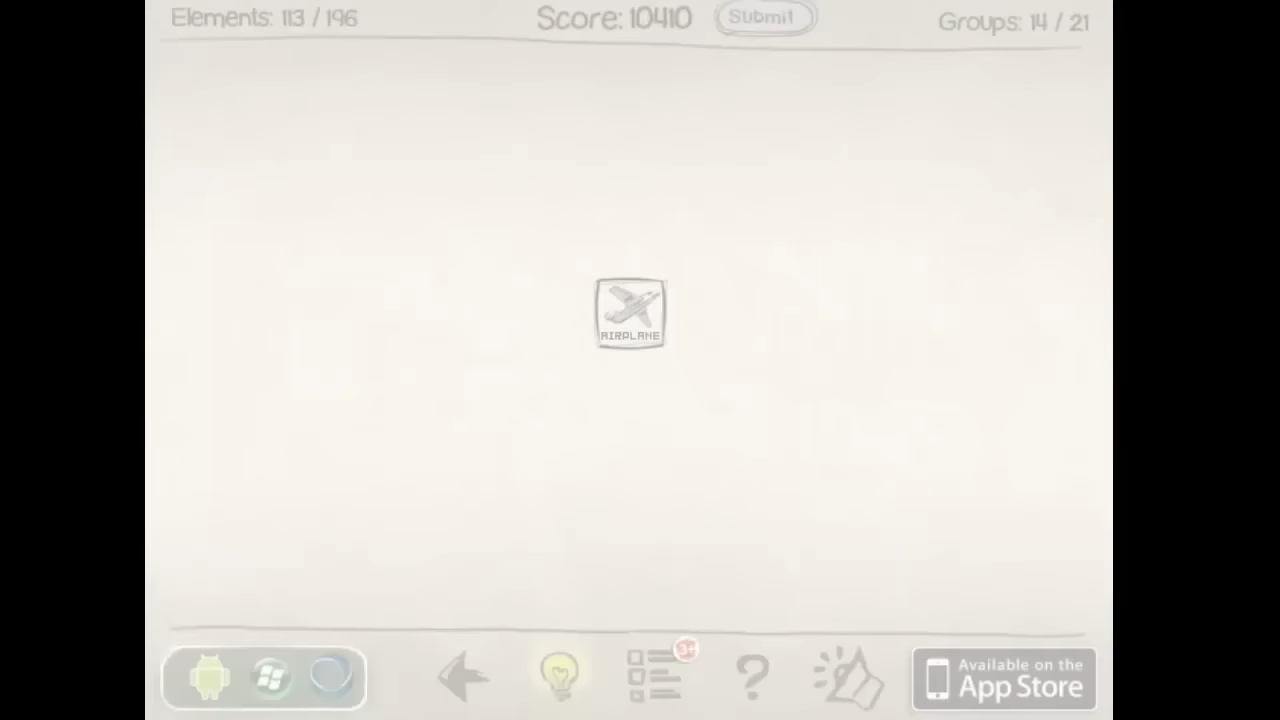 Elements: 113 / 196
Score: 10410
Submit
Groups: 14 / 21
AIRPLANE
3+
?
Available on the
App Store